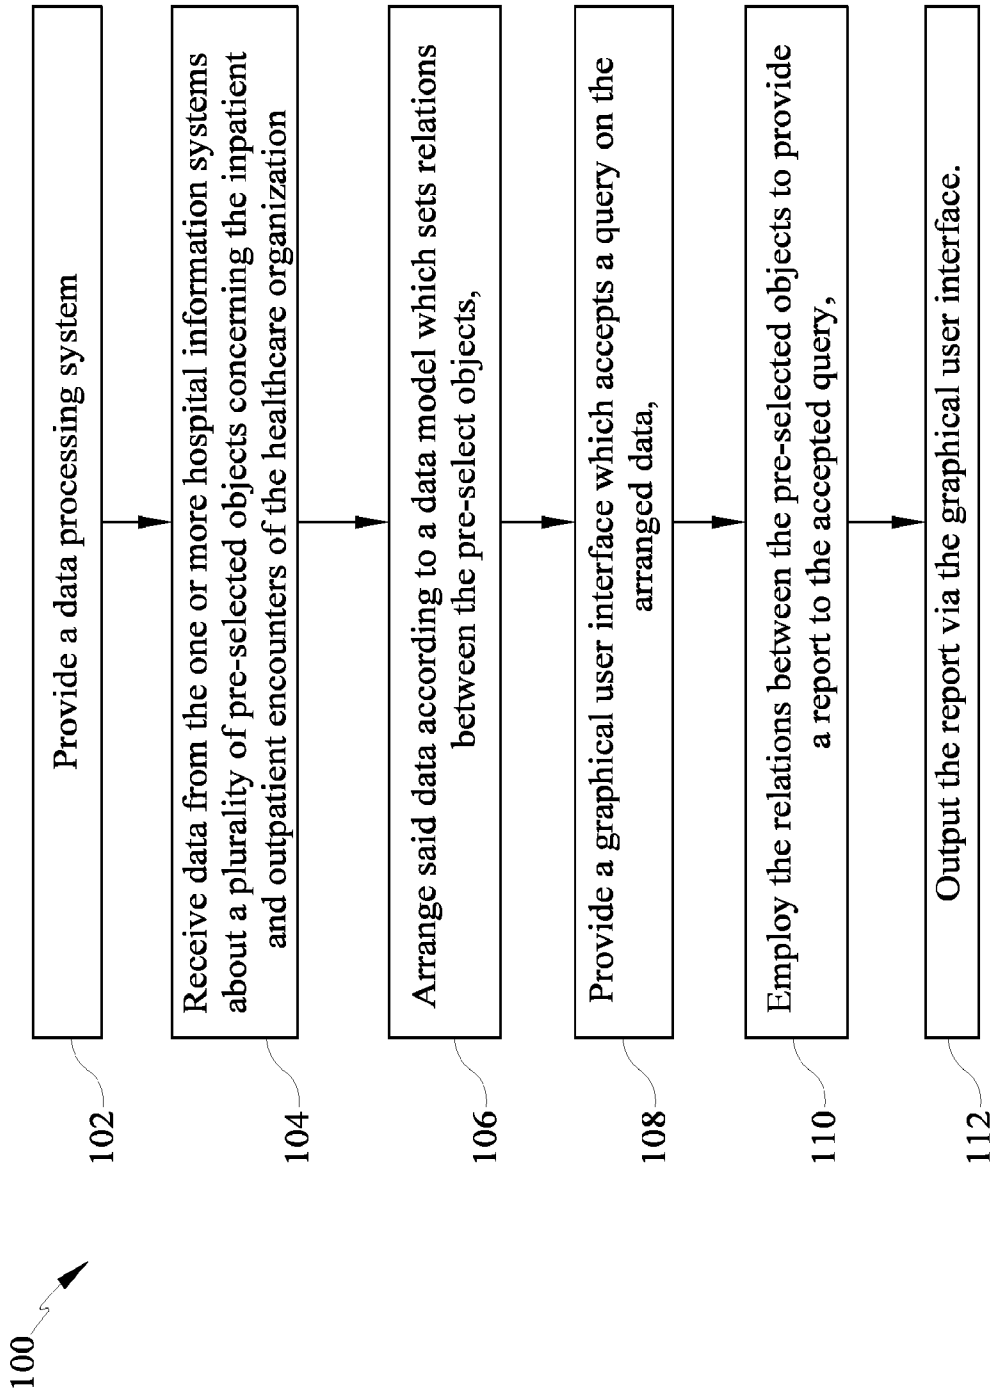 100
102
Provide a data processing system
104
Receive data from the one or more hospital information systems
about a plurality of pre-selected objects concerning the inpatient
and outpatient encounters of the healthcare organization
106
Arrange said data according to a data model which sets relations
between the pre-select objects,
108
Provide a graphical user interface which accepts a query on the
arranged data,
110
Employ the relations between the pre-selected objects to provide
a report to the accepted query,
112
Output the report via the graphical user interface.